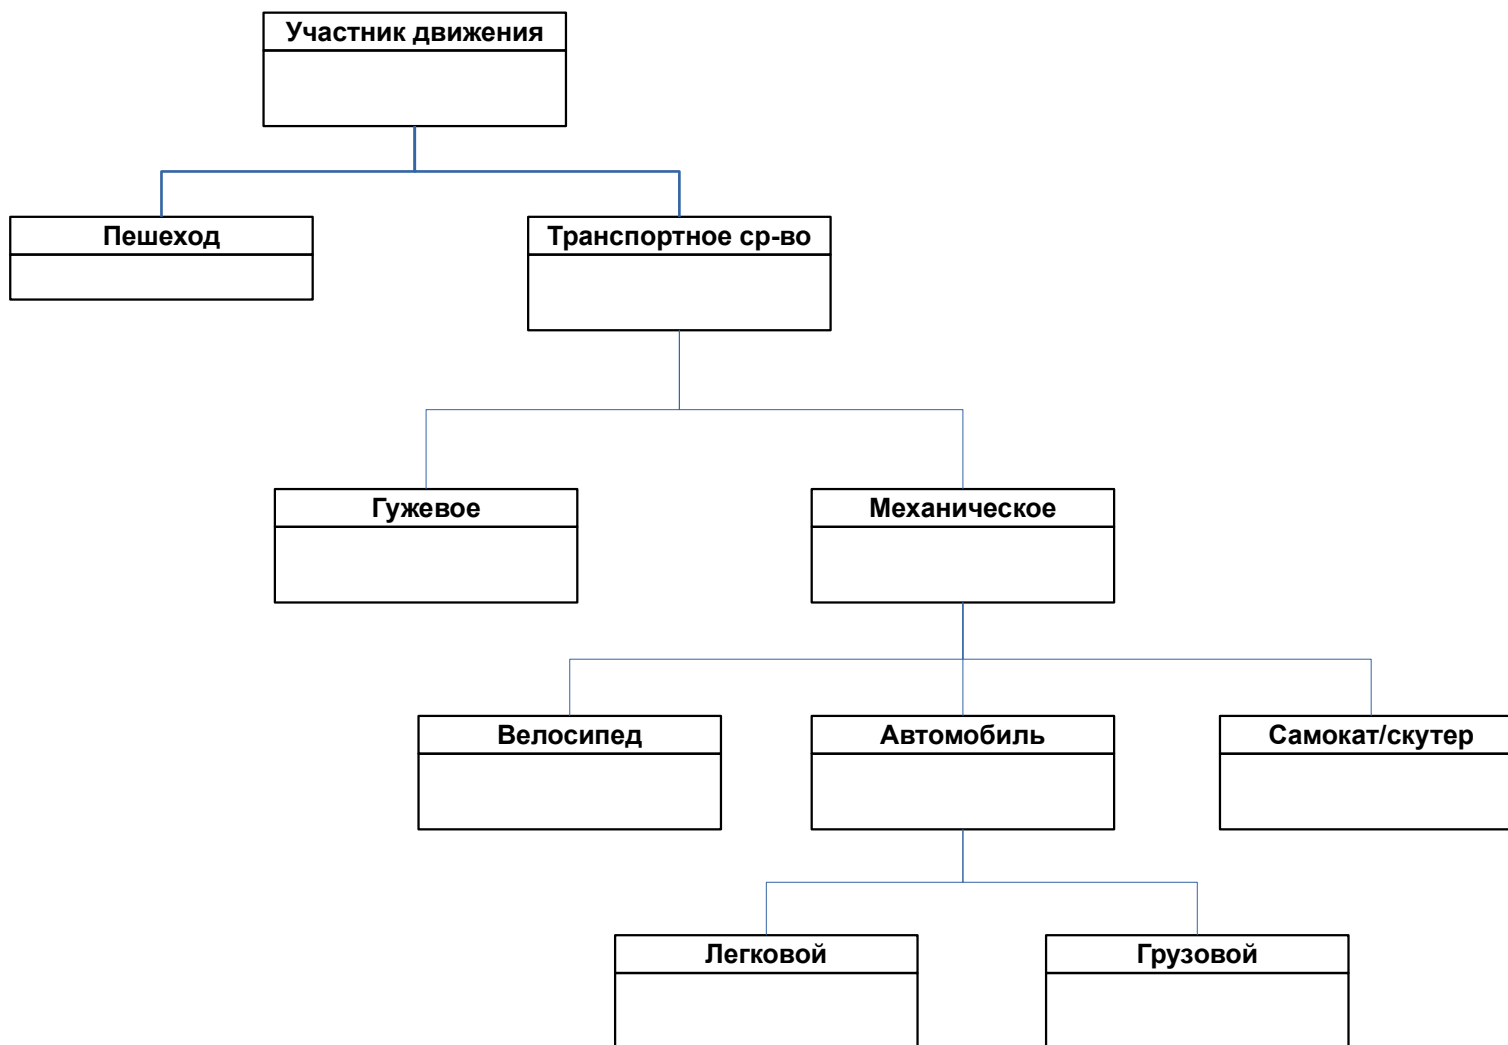 Участник движения
Пешеход
Транспортное ср-во
Гужевое
Механическое
Велосипед
Автомобиль
Самокат/скутер
Легковой
Грузовой